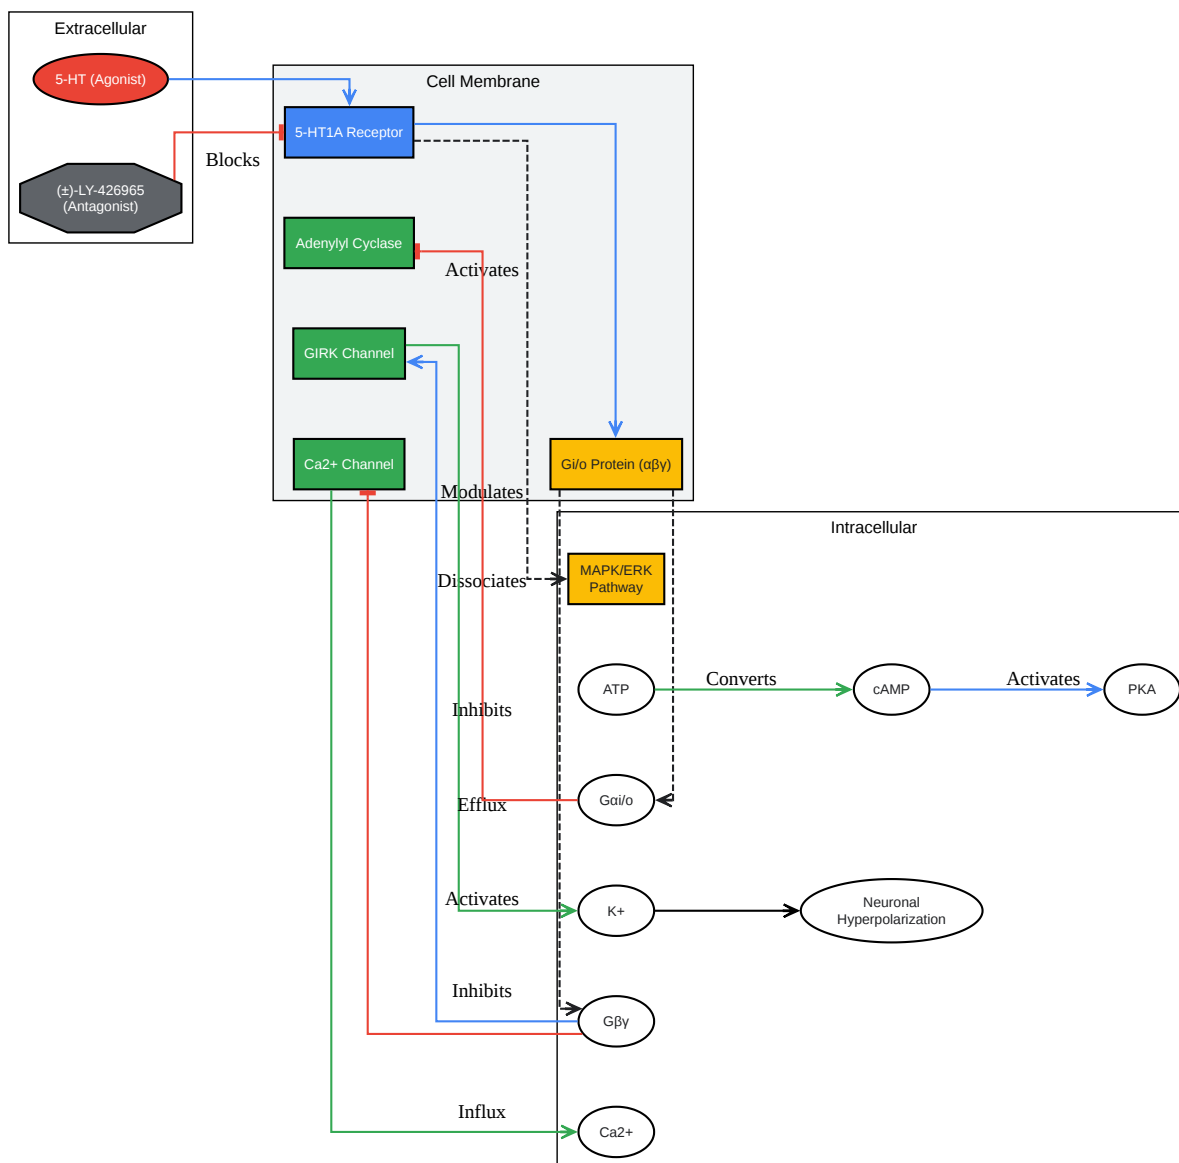 Extracellular
5-HT (Agonist)
Cell Membrane
5-HT1A Receptor
Blocks
(±)-LY-426965
(Antagonist)
Adenylyl Cyclase
Activates
GIRK Channel
Ca2+ Channel
Gi/o Protein (αβγ)
Modulates
Intracellular
MAPK/ERK
Pathway
Dissociates
ATP
Converts
cAMP
Activates
PKA
Inhibits
Gαi/o
Efflux
Activates
K+
Neuronal
Hyperpolarization
Inhibits
Gβγ
Influx
Ca2+